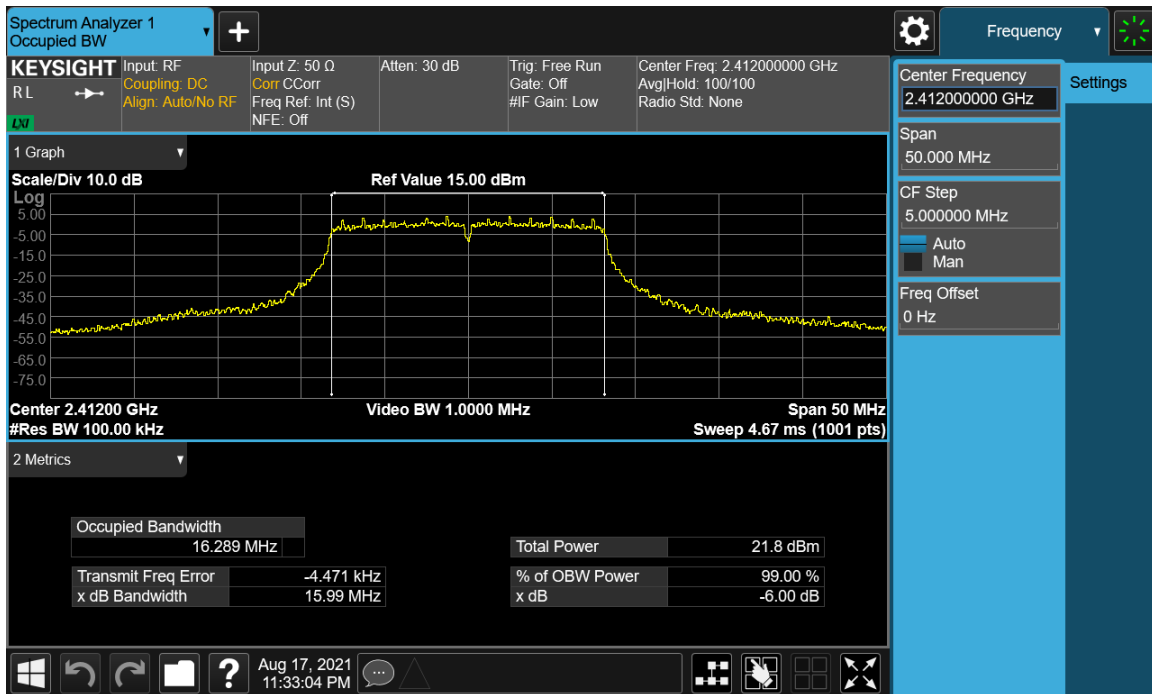 Spectrum Analyzer 1
Occupied BW
+
Frequency
KEYSIGHT
R L
LXI
Input: RF
Coupling: DC
Align: Auto/No RF
Input Z: 50 Ω
Corr CCorr
Freq Ref: Int (S)
NFE: Off
Atten: 30 dB
Trig: Free Run
Gate: Off
#IF Gain: Low
Center Freq: 2.412000000 GHz
Avg|Hold: 100/100
Radio Std: None
Center Frequency
2.412000000 GHz
Settings
Span
50.000 MHz
CF Step
5.000000 MHz
Auto
Man
Freq Offset
0 Hz
1 Graph
Scale/Div 10.0 dB
Ref Value 15.00 dBm
Log
5.00
-5.00
-15.0
-25.0
-35.0
-45.0
-55.0
-65.0
-75.0
Center 2.41200 GHz
Video BW 1.0000 MHz
Span 50 MHz
#Res BW 100.00 kHz
Sweep 4.67 ms (1001 pts)
2 Metrics
Occupied Bandwidth
16.289 MHz
Total Power 21.8 dBm
Transmit Freq Error -4.471 kHz
% of OBW Power 99.00 %
x dB Bandwidth 15.99 MHz
x dB -6.00 dB
?
Aug 17, 2021
11:33:04 PM